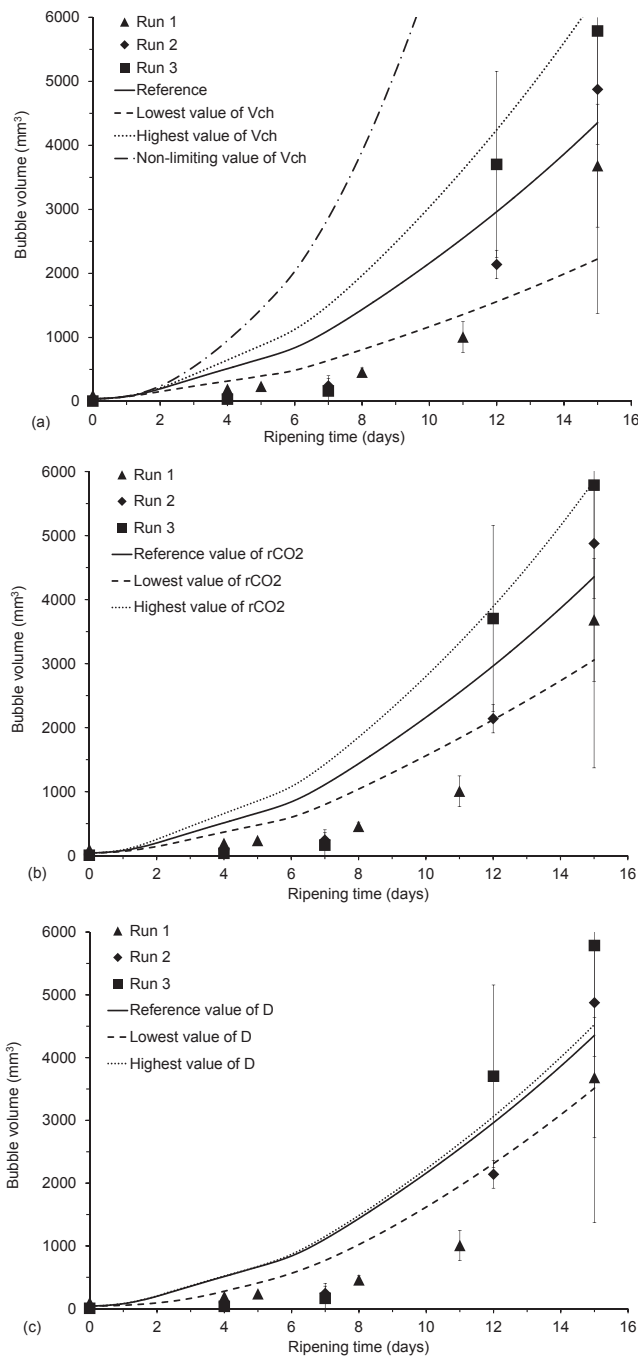 6000
5000
4000
3000
2000
1000
0
Bubble volume (mm³)
Run 1
Run 2
Run 3
Reference
Lowest value of Vch
Highest value of Vch
Non-limiting value of Vch
0 2 4 6 8 10 12 14 16
(a)
Ripening time (days)
6000
5000
4000
3000
2000
1000
0
Bubble volume (mm³)
Run 1
Run 2
Run 3
Reference value of rCO2
Lowest value of rCO2
Highest value of rCO2
0 2 4 6 8 10 12 14 16
(b)
Ripening time (days)
6000
5000
4000
3000
2000
1000
0
Bubble volume (mm³)
Run 1
Run 2
Run 3
Reference value of D
Lowest value of D
Highest value of D
0 2 4 6 8 10 12 14 16
(c)
Ripening time (days)